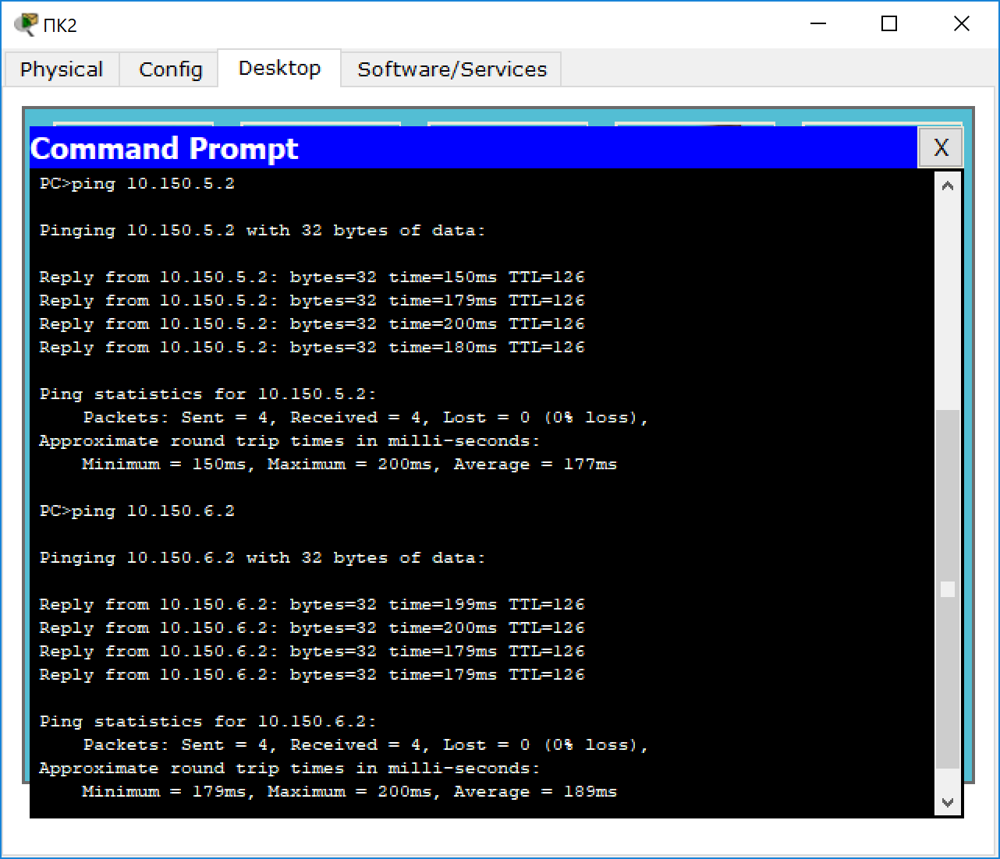 ПК2
Physical Config Desktop Software/Services
Command Prompt X
PC>ping 10.150.5.2
Pinging 10.150.5.2 with 32 bytes of data:
Reply from 10.150.5.2: bytes=32 time=150ms TTL=126
Reply from 10.150.5.2: bytes=32 time=179ms TTL=126
Reply from 10.150.5.2: bytes=32 time=200ms TTL=126
Reply from 10.150.5.2: bytes=32 time=180ms TTL=126
Ping statistics for 10.150.5.2:
Packets: Sent = 4, Received = 4, Lost = 0 (0% loss),
Approximate round trip times in milli-seconds:
Minimum = 150ms, Maximum = 200ms, Average = 177ms
PC>ping 10.150.6.2
Pinging 10.150.6.2 with 32 bytes of data:
Reply from 10.150.6.2: bytes=32 time=199ms TTL=126
Reply from 10.150.6.2: bytes=32 time=200ms TTL=126
Reply from 10.150.6.2: bytes=32 time=179ms TTL=126
Reply from 10.150.6.2: bytes=32 time=179ms TTL=126
Ping statistics for 10.150.6.2:
Packets: Sent = 4, Received = 4, Lost = 0 (0% loss),
Approximate round trip times in milli-seconds:
Minimum = 179ms, Maximum = 200ms, Average = 189ms